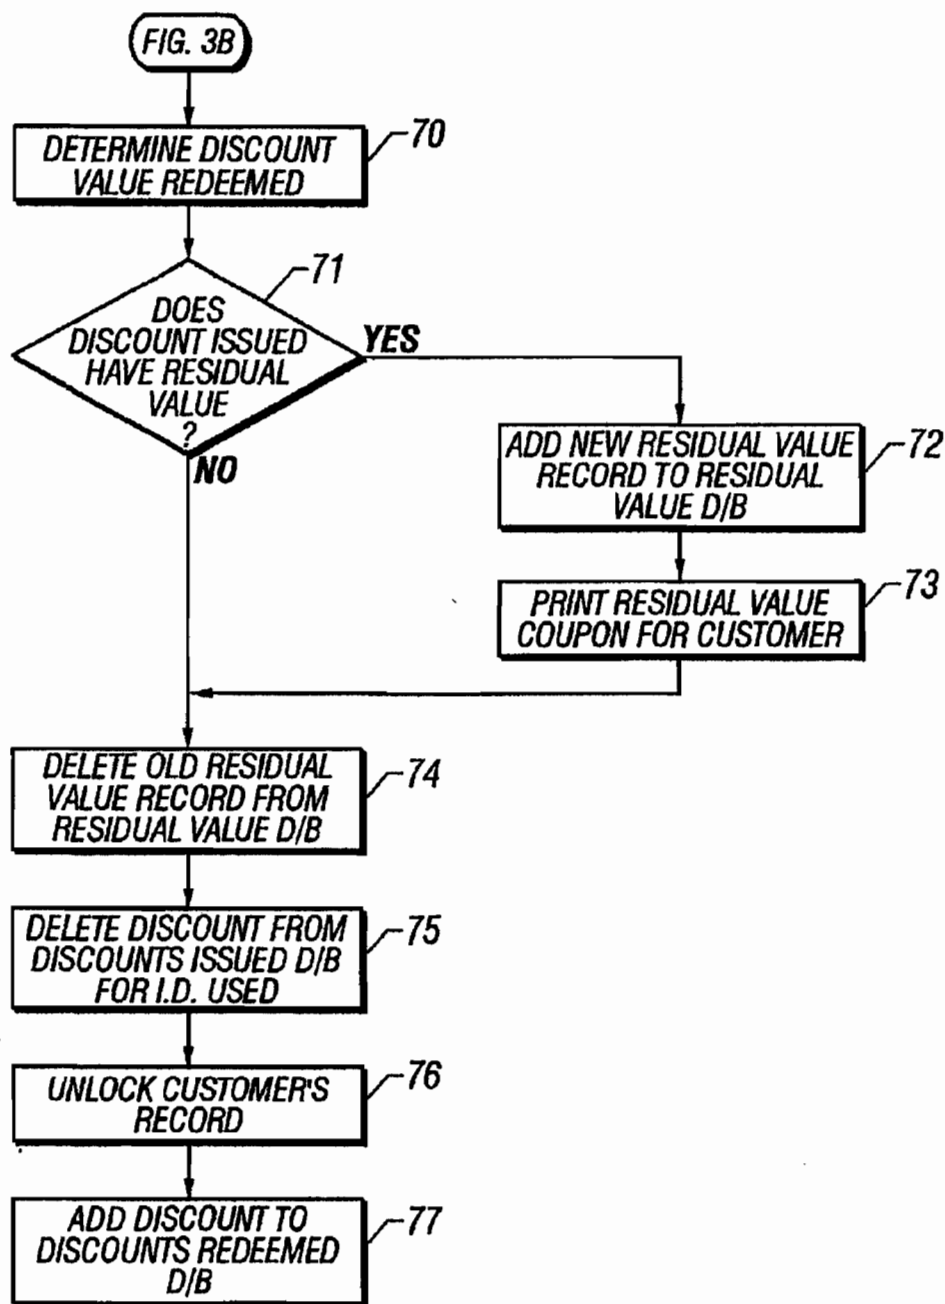 FIG. 3B
DETERMINE DISCOUNT
VALUE REDEEMED
70
71
DOES
DISCOUNT ISSUED
HAVE RESIDUAL
VALUE
?
YES
NO
ADD NEW RESIDUAL VALUE
RECORD TO RESIDUAL
VALUE D/B
72
PRINT RESIDUAL VALUE
COUPON FOR CUSTOMER
73
DELETE OLD RESIDUAL
VALUE RECORD FROM
RESIDUAL VALUE D/B
74
DELETE DISCOUNT FROM
DISCOUNTS ISSUED D/B
FOR I.D. USED
75
UNLOCK CUSTOMER'S
RECORD
76
ADD DISCOUNT TO
DISCOUNTS REDEEMED
D/B
77